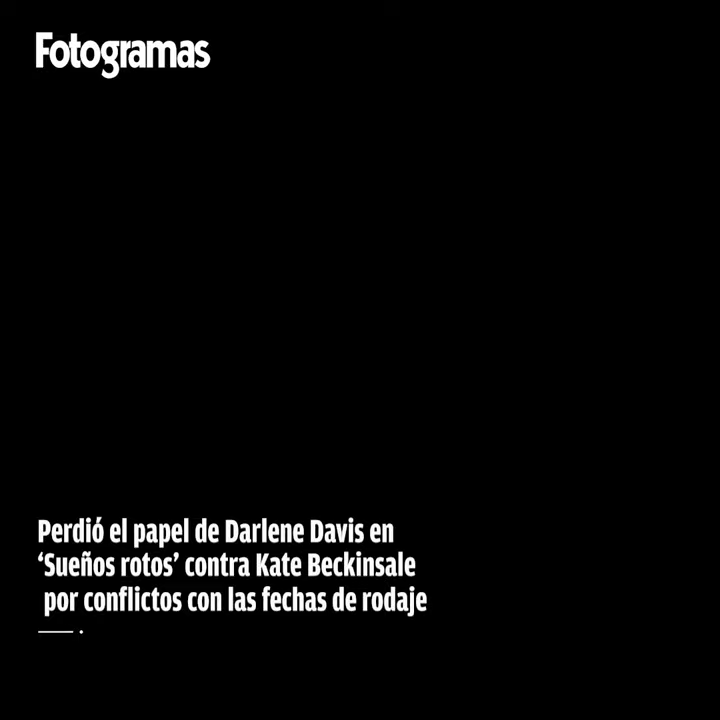 Fotogramas
Perdió el papel de Darlene Davis en
‘Sueños rotos’ contra Kate Beckinsale
por conflictos con las fechas de rodaje